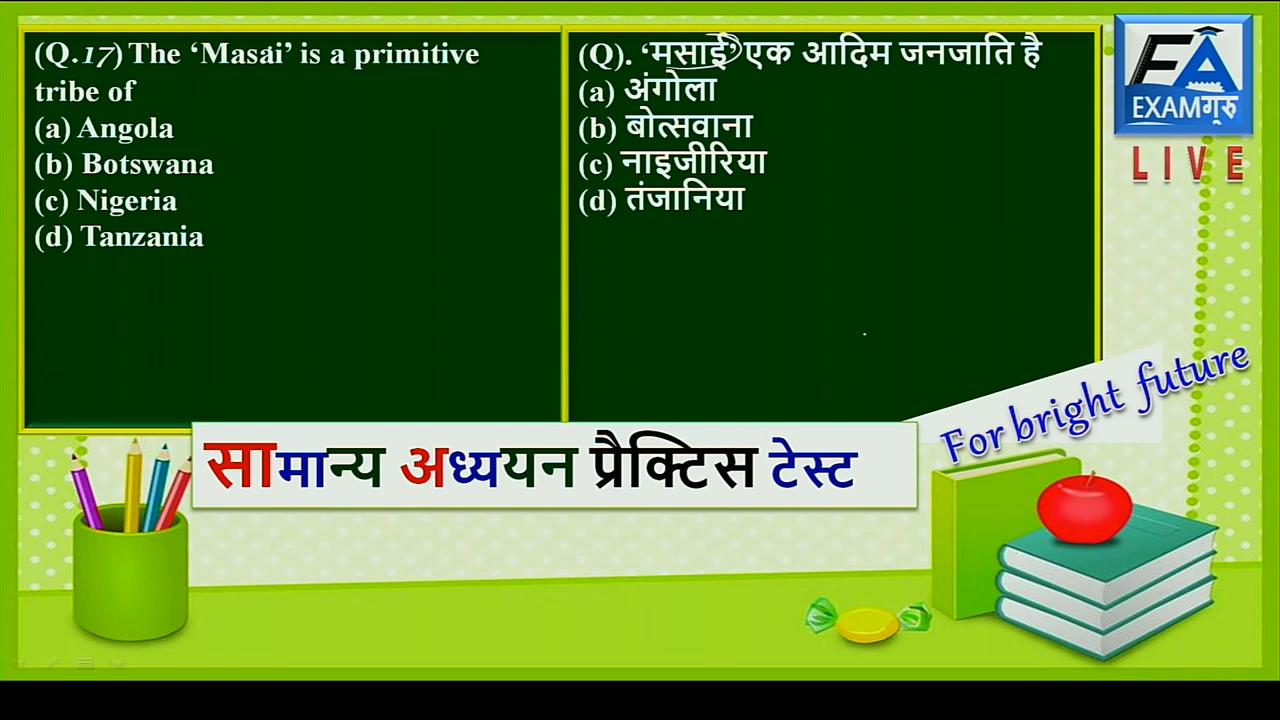 (Q.17) The ‘Masai’ is a primitive
tribe of
(a) Angola
(b) Botswana
(c) Nigeria
(d) Tanzania
(Q). ‘मसाई’ एक आदिम जनजाति है
(a) अंगोला
(b) बोत्सवाना
(c) नाइजीरिया
(d) तंजानिया
FA
EXAMगुरु
LIVE
For bright future
सामान्य अध्ययन प्रैक्टिस टेस्ट